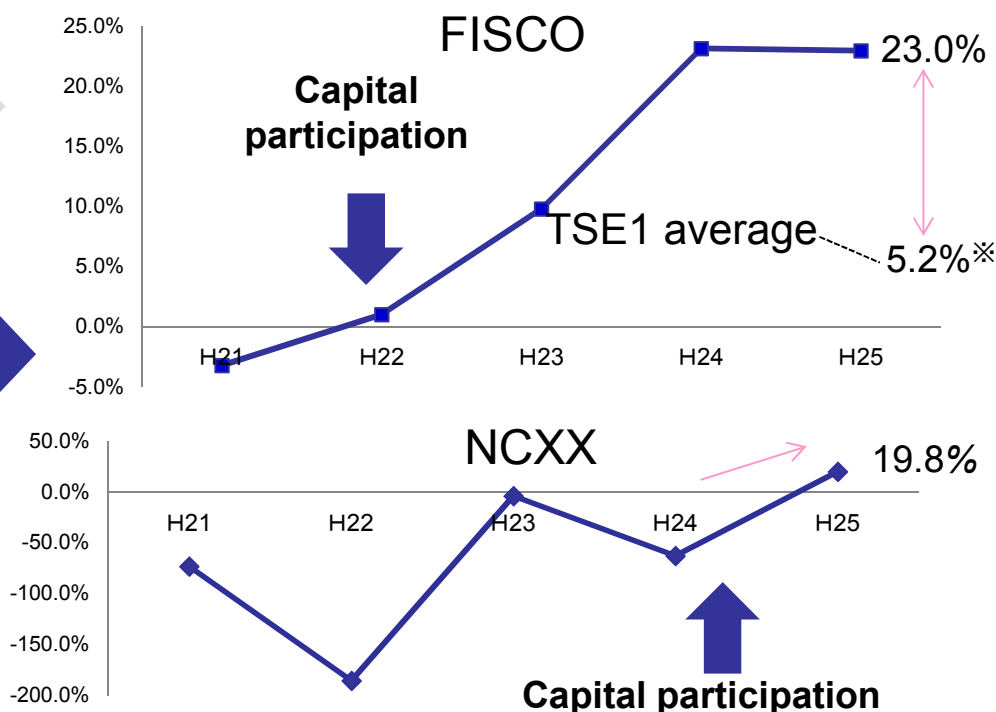 FISCO
25.0%
20.0%
15.0%
10.0%
5.0%
0.0%
-5.0%
Capital
participation
23.0%
TSE1 average
5.2%※
H21 H22 H23 H24 H25
NCXX
50.0%
0.0%
-50.0%
-100.0%
-150.0%
-200.0%
19.8%
H21 H22 H23 H24 H25
Capital participation